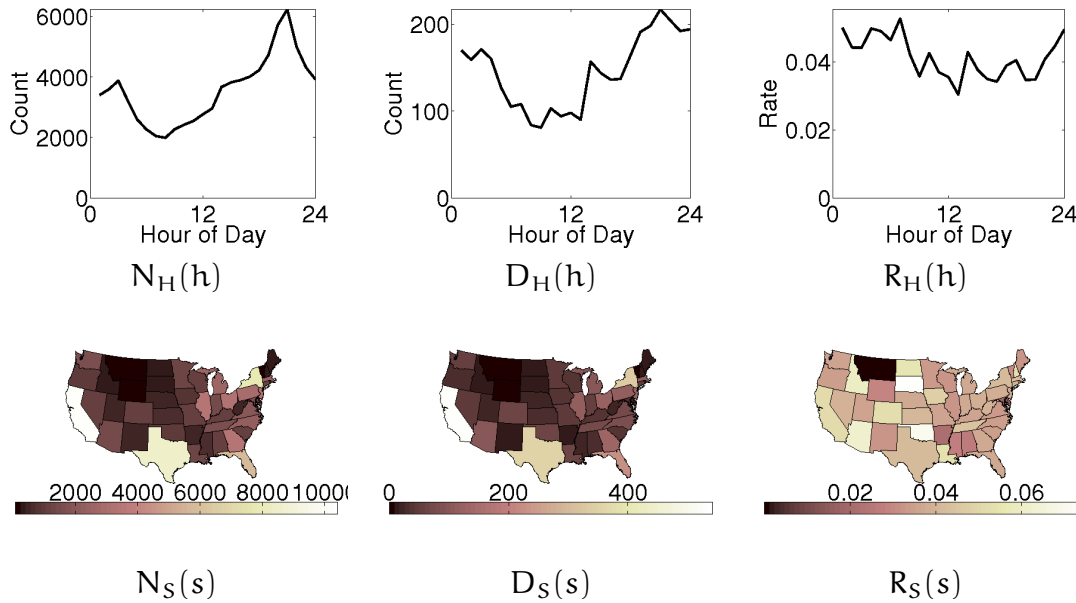 6000
4000
2000
0
Count
0 12 24
Hour of Day
N_H(h)
200
100
0
Count
0 12 24
Hour of Day
D_H(h)
0.04
0.02
0
Rate
0 12 24
Hour of Day
R_H(h)
2000 4000 6000 8000 1000
N_S(s)
0 200 400
D_S(s)
0.02 0.04 0.06
R_S(s)